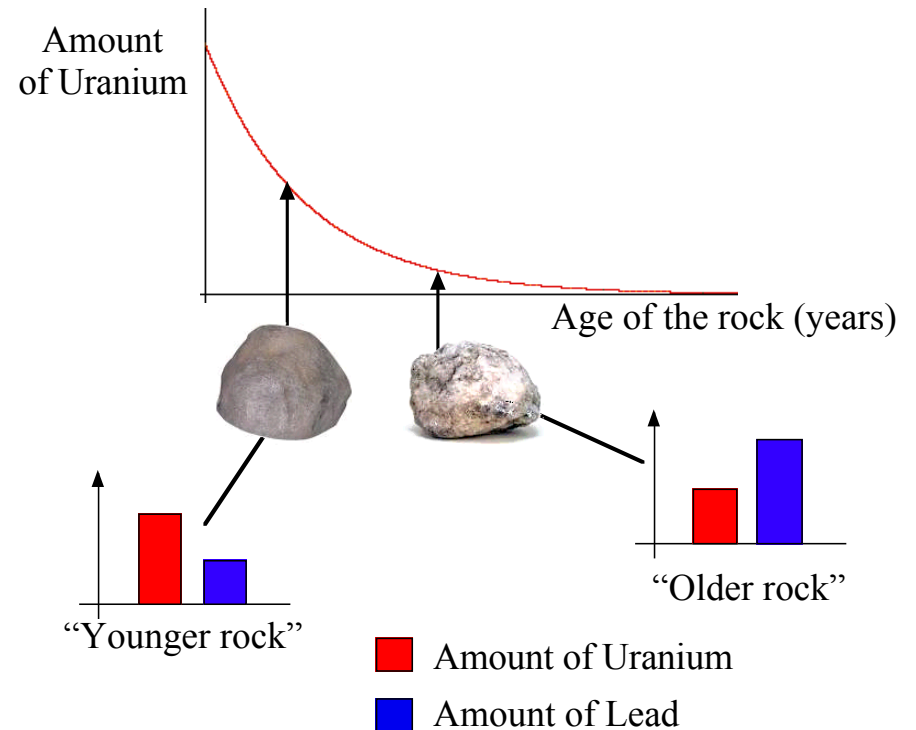 Amount
of Uranium
Age of the rock (years)
“Older rock”
“Younger rock”
Amount of Uranium
Amount of Lead